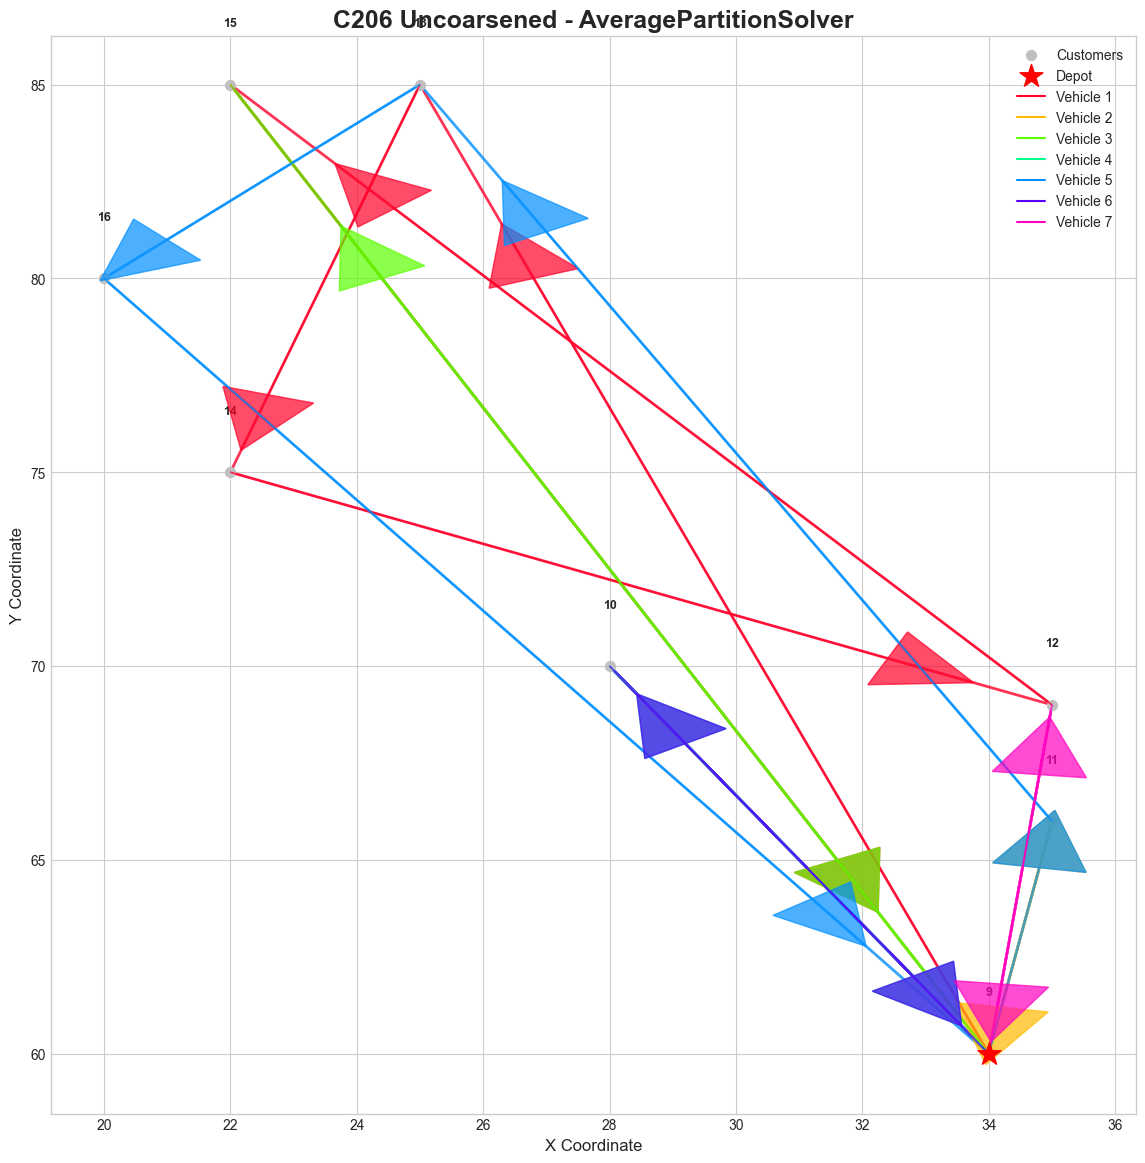 C206 Uncoarsened - AveragePartitionSolver
15
13
Customers
Depot
Vehicle 1
Vehicle 2
Vehicle 3
Vehicle 4
Vehicle 5
Vehicle 6
Vehicle 7
16
14
10
12
11
9
85
80
75
70
65
60
Y Coordinate
20
22
24
26
28
30
32
34
36
X Coordinate